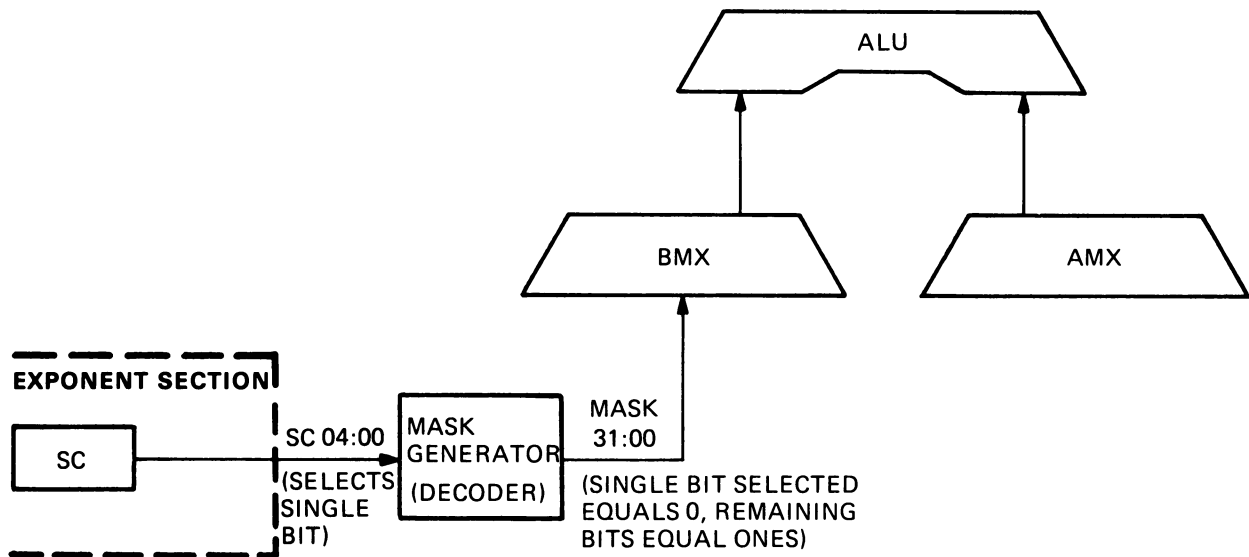 ALU
BMX
AMX
EXPONENT SECTION
SC
SC 04:00
(SELECTS
SINGLE
BIT)
MASK
GENERATOR
(DECODER)
MASK
31:00
(SINGLE BIT SELECTED
EQUALS 0, REMAINING
BITS EQUAL ONES)